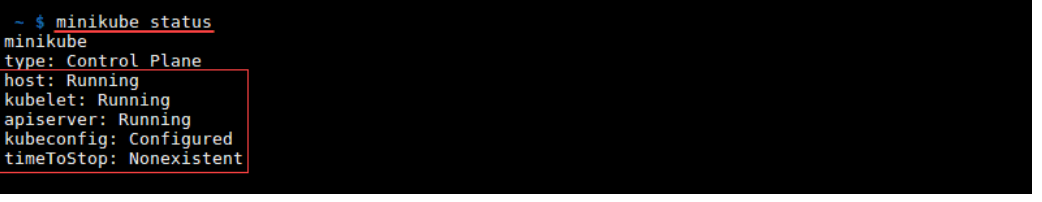 ~ $ minikube status
minikube
type: Control Plane
host: Running
kubelet: Running
apiserver: Running
kubeconfig: Configured
timeToStop: Nonexistent